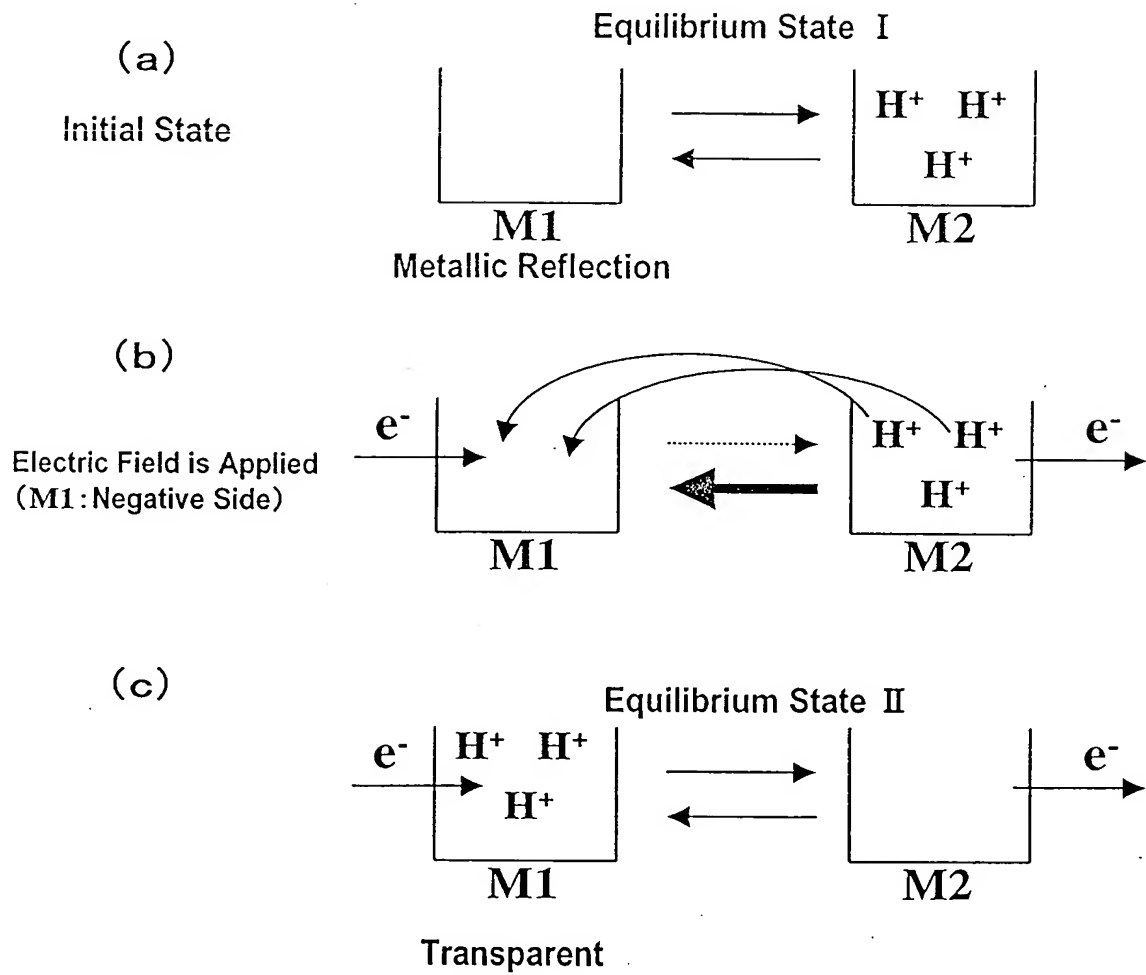 (a)
Equilibrium State Ⅰ
Initial State
H⁺ H⁺
H⁺
M1 M2
Metallic Reflection
(b)
e⁻ H⁺ H⁺ e⁻
Electric Field is Applied
(M1:Negative Side)
H⁺
M1 M2
(c)
Equilibrium State Ⅱ
e⁻ H⁺ H⁺ e⁻
H⁺
M1 M2
Transparent